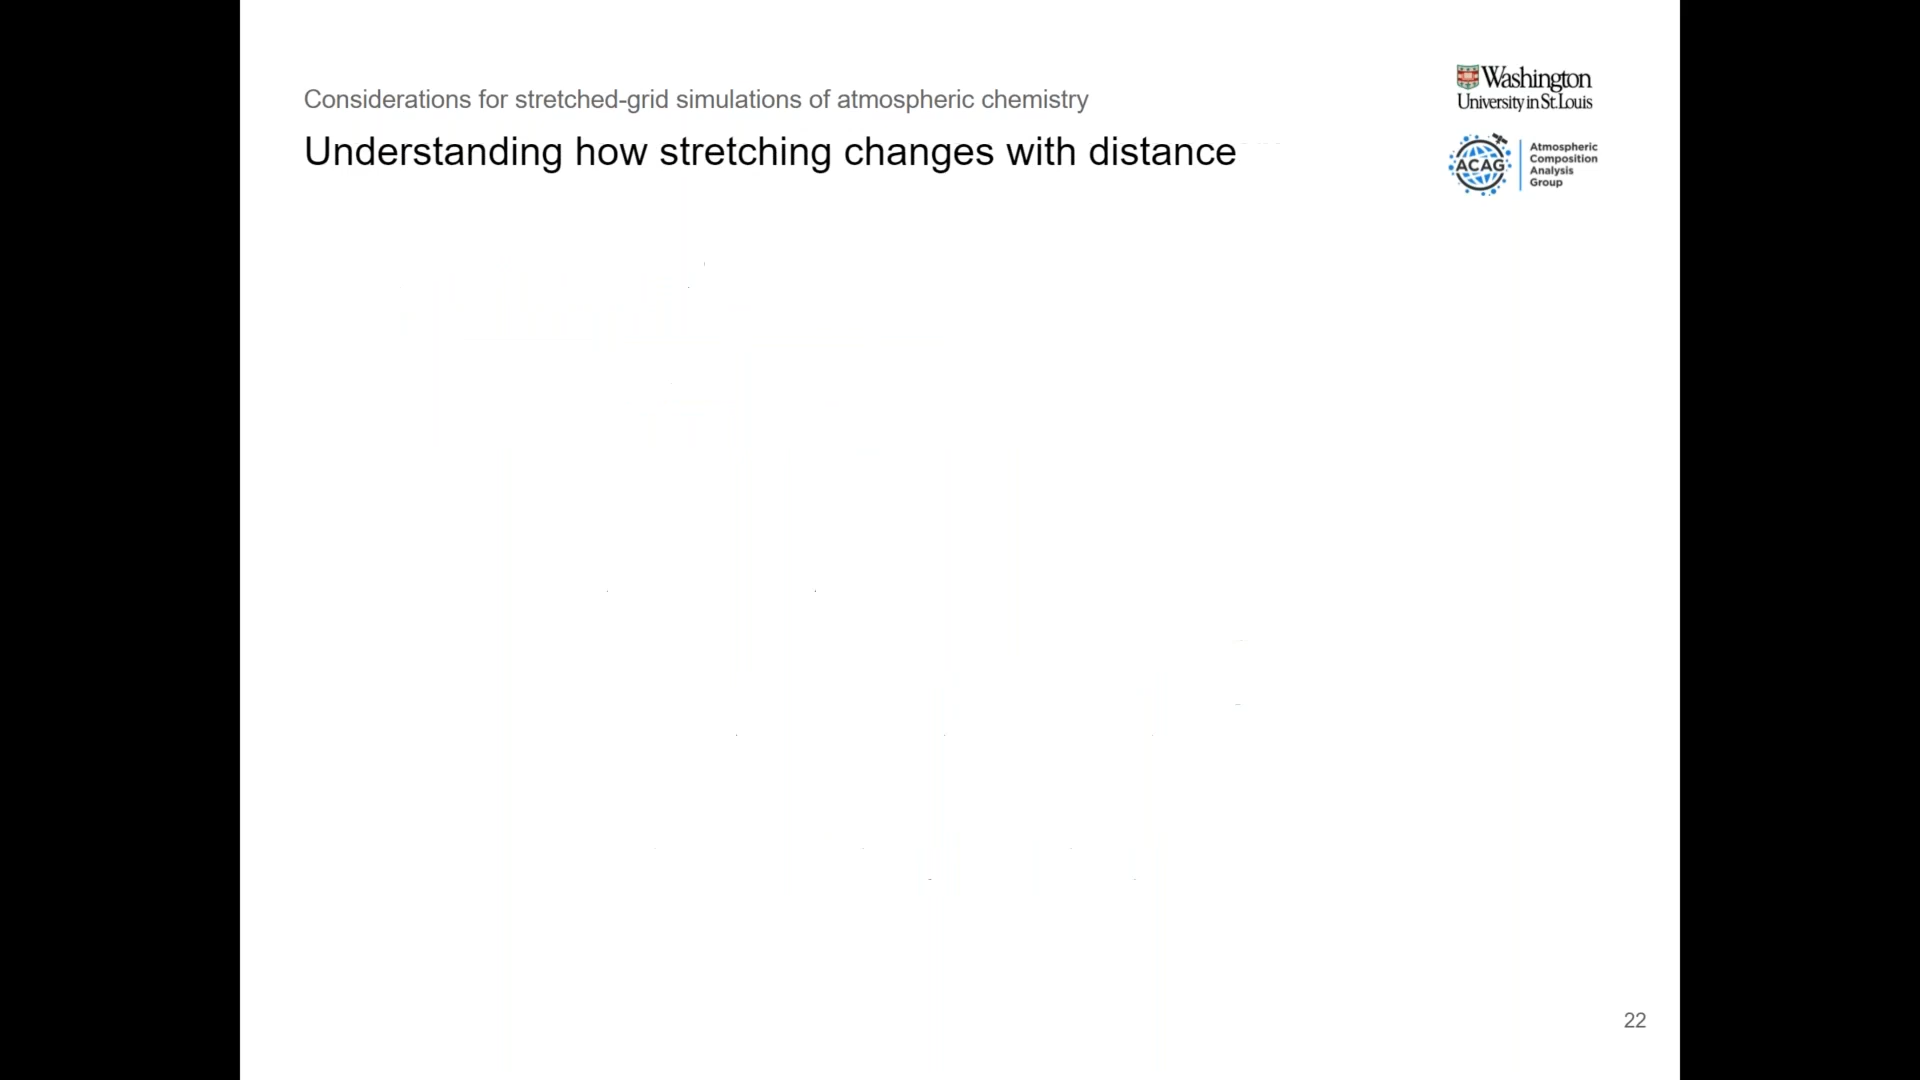 Considerations for stretched-grid simulations of atmospheric chemistry
Understanding how stretching changes with distance
Washington
University in St. Louis
ACAG
Atmospheric
Composition
Analysis
Group
22